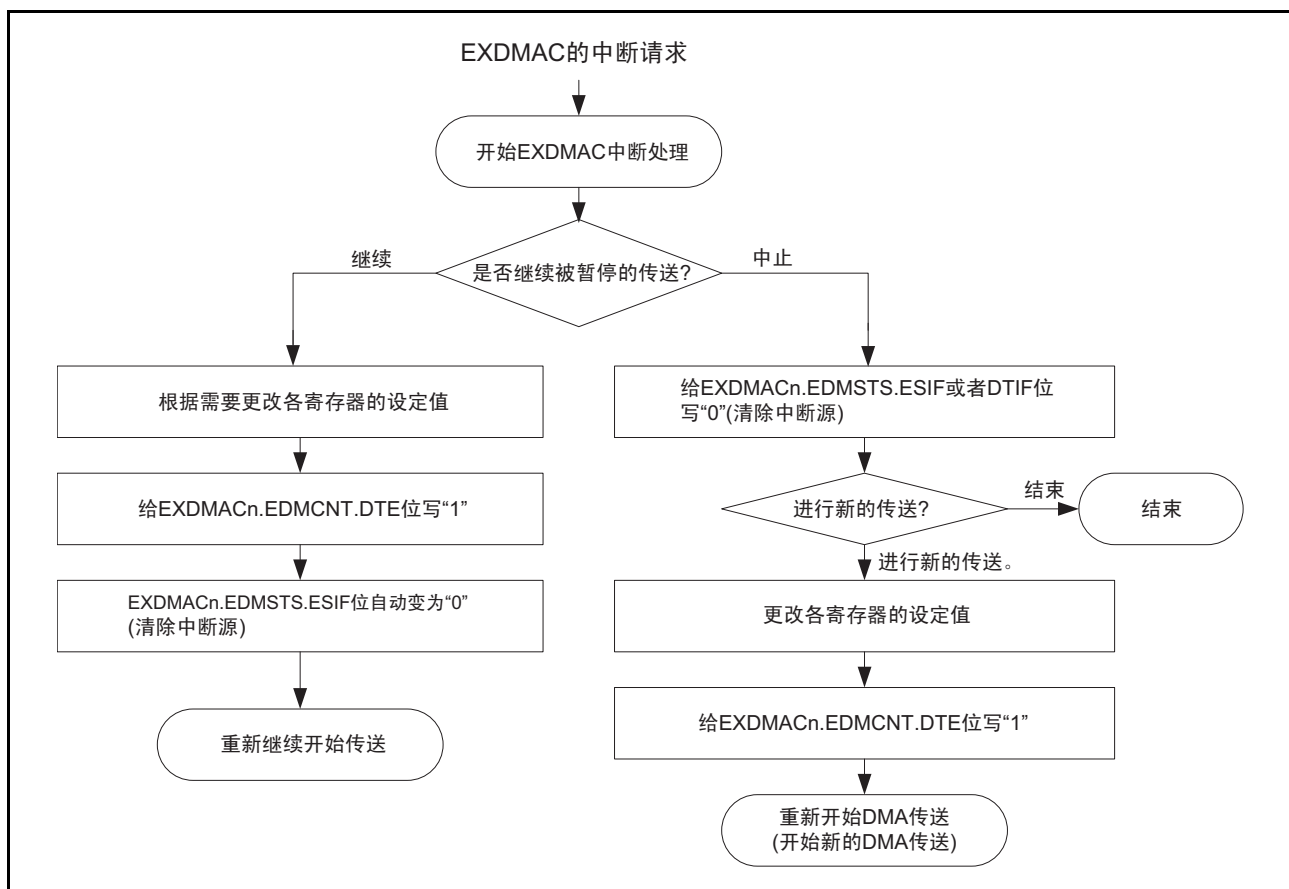 EXDMAC的中断请求
开始EXDMAC中断处理
是否继续被暂停的传送?
继续
中止
根据需要更改各寄存器的设定值
给EXDMACn.EDMCNT.DTE位写“1”
EXDMACn.EDMSTS.ESIF位自动变为“0”
(清除中断源)
重新继续开始传送
给EXDMACn.EDMSTS.ESIF或者DTIF位
写“0”(清除中断源)
进行新的传送?
结束
结束
进行新的传送。
更改各寄存器的设定值
给EXDMACn.EDMCNT.DTE位写“1”
重新开始DMA传送
(开始新的DMA传送)